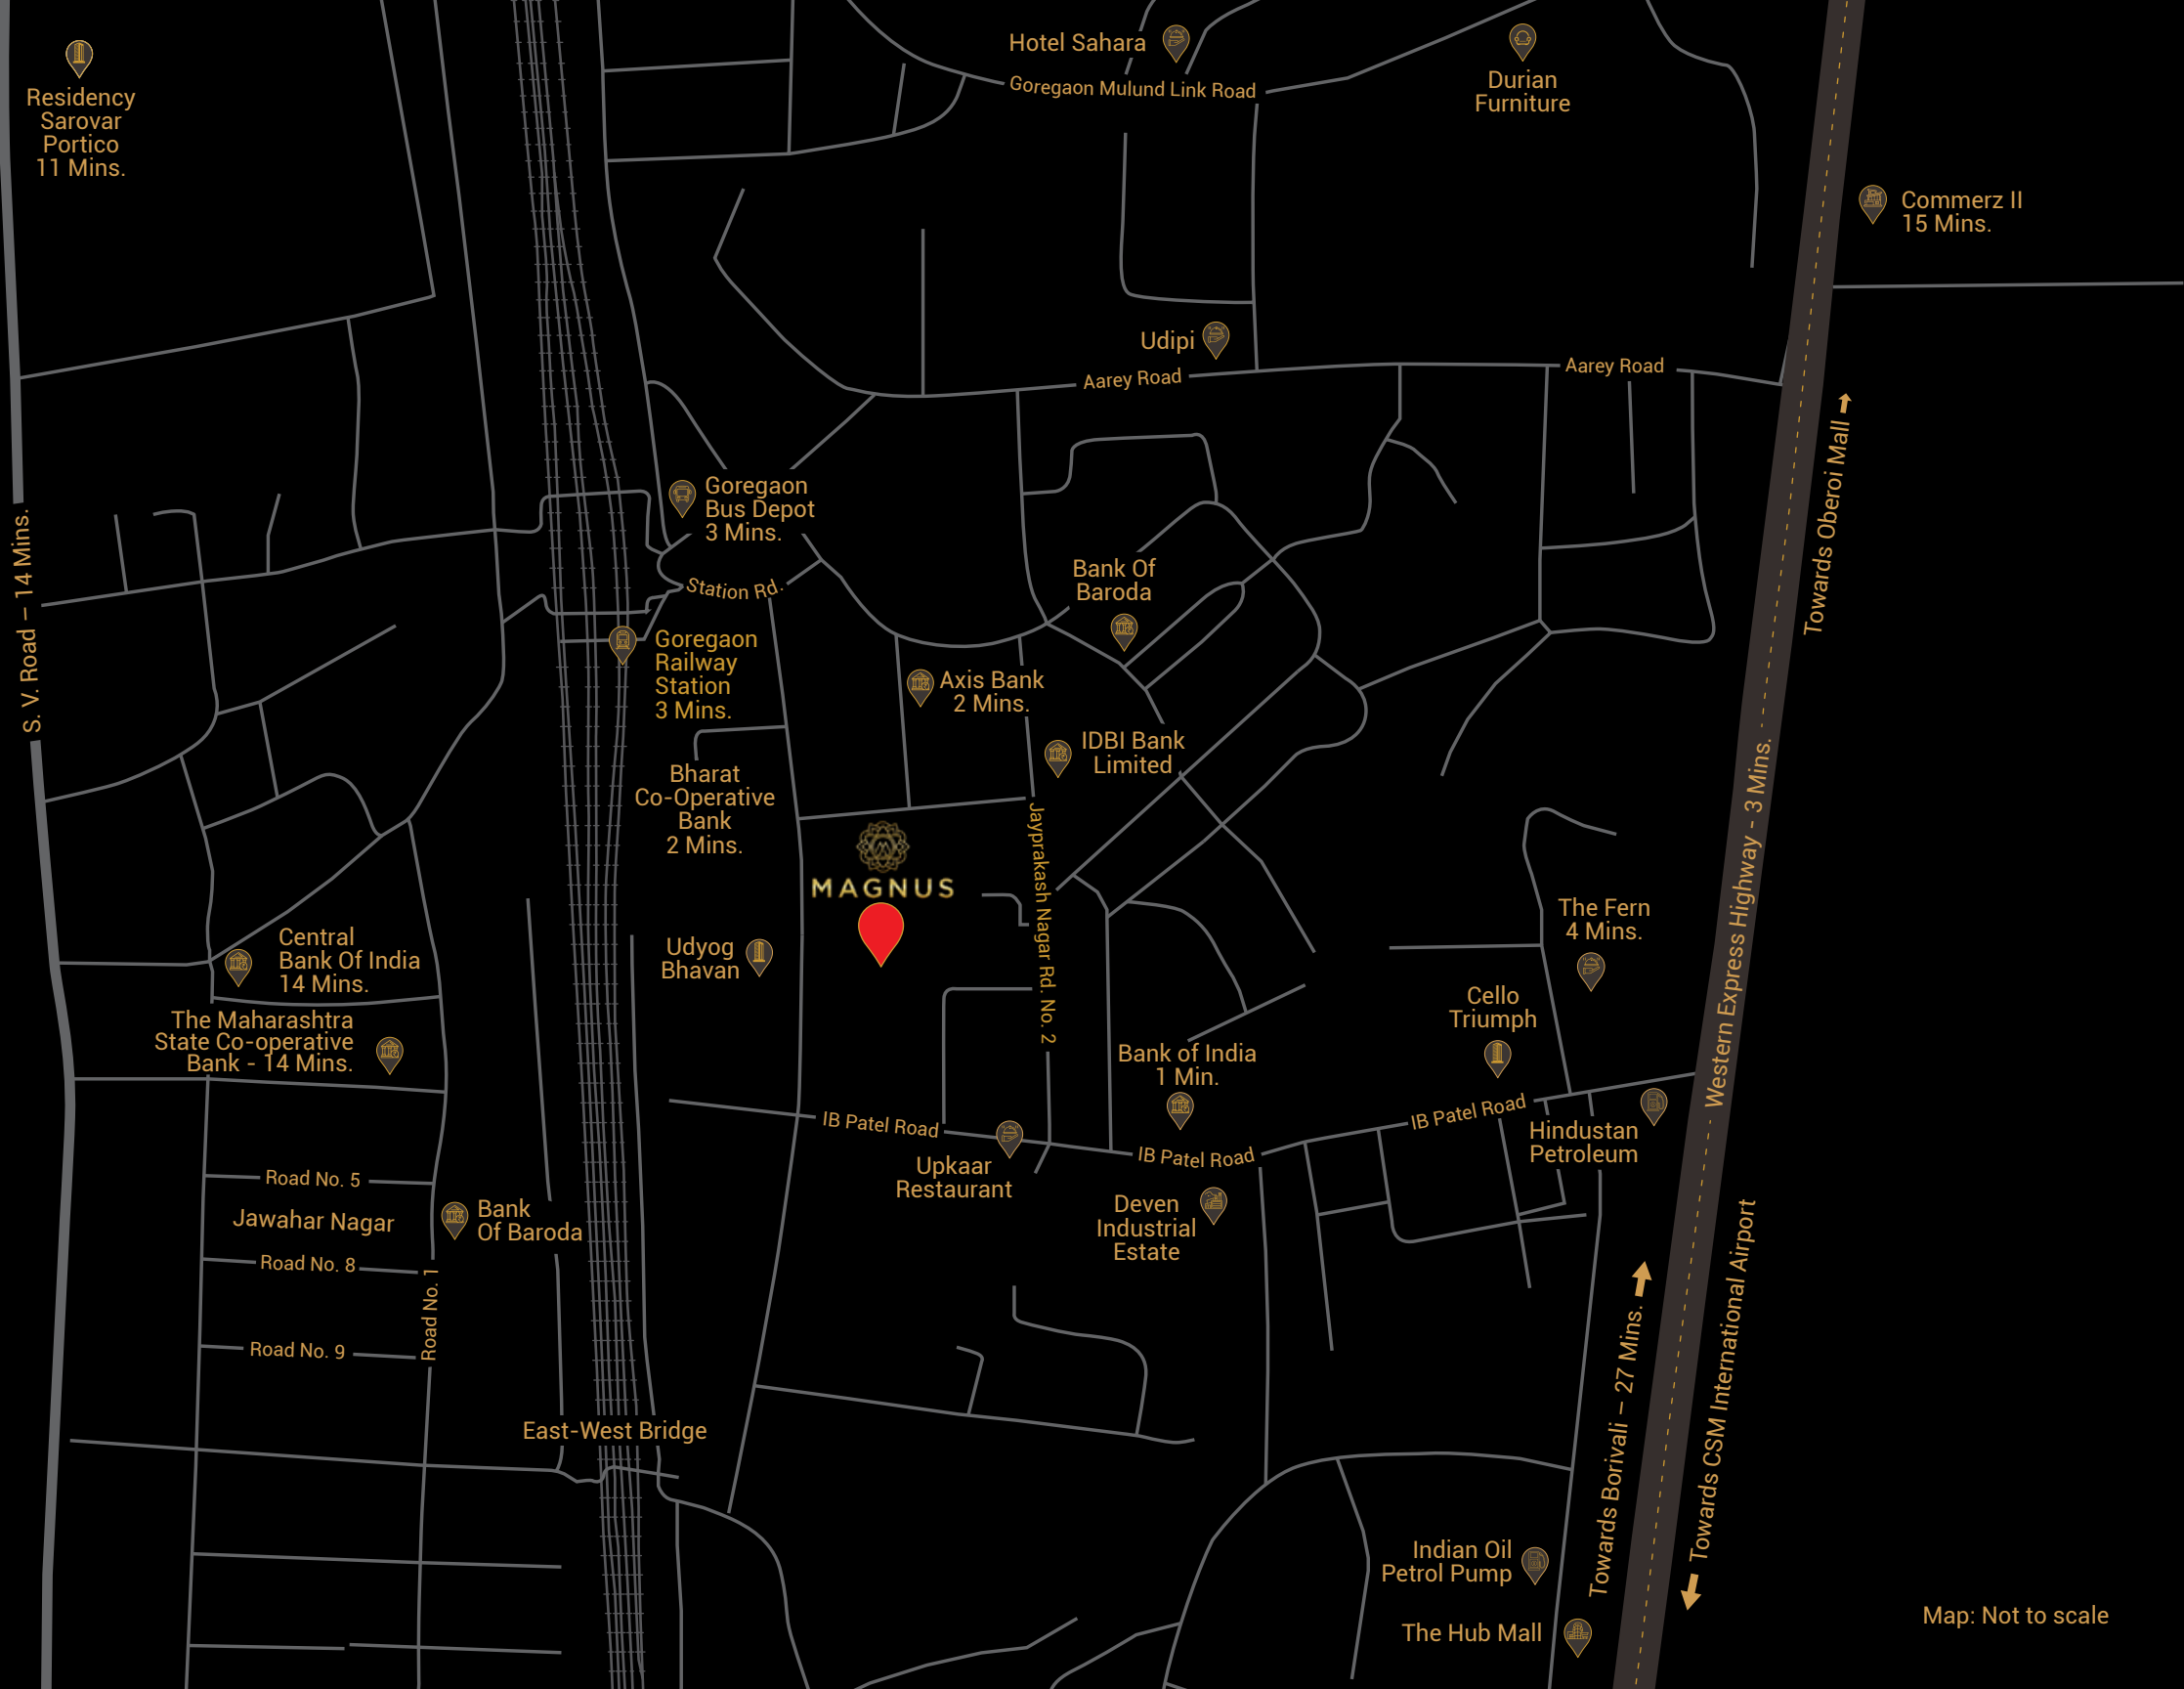 Hotel Sahara
Goregaon Mulund Link Road
Durian
Furniture
Residency
Sarovar
Portico
11 Mins.
Commerz II
15 Mins.
Udipi
Aarey Road
Aarey Road
Towards Oberoi Mall
Goregaon
Bus Depot
3 Mins.
S. V. Road – 14 Mins.
Station Rd.
Bank Of
Baroda
Goregaon
Railway
Station
3 Mins.
Axis Bank
2 Mins.
IDBI Bank
Limited
Bharat
Co-Operative
Bank
2 Mins.
MAGNUS
Jayprakash Nagar Rd. No. 2
Western Express Highway - 3 Mins.
The Fern
4 Mins.
Udyog
Bhavan
Central
Bank Of India
14 Mins.
Cello
Triumph
The Maharashtra
State Co-operative
Bank - 14 Mins.
Bank of India
1 Min.
IB Patel Road
IB Patel Road
IB Patel Road
Hindustan
Petroleum
Upkaar
Restaurant
Deven
Industrial
Estate
Road No. 5
Jawahar Nagar
Bank
Of Baroda
Road No. 8
Road No. 1
Road No. 9
East-West Bridge
Towards Borivali – 27 Mins.
Towards CSM International Airport
Indian Oil
Petrol Pump
The Hub Mall
Map: Not to scale